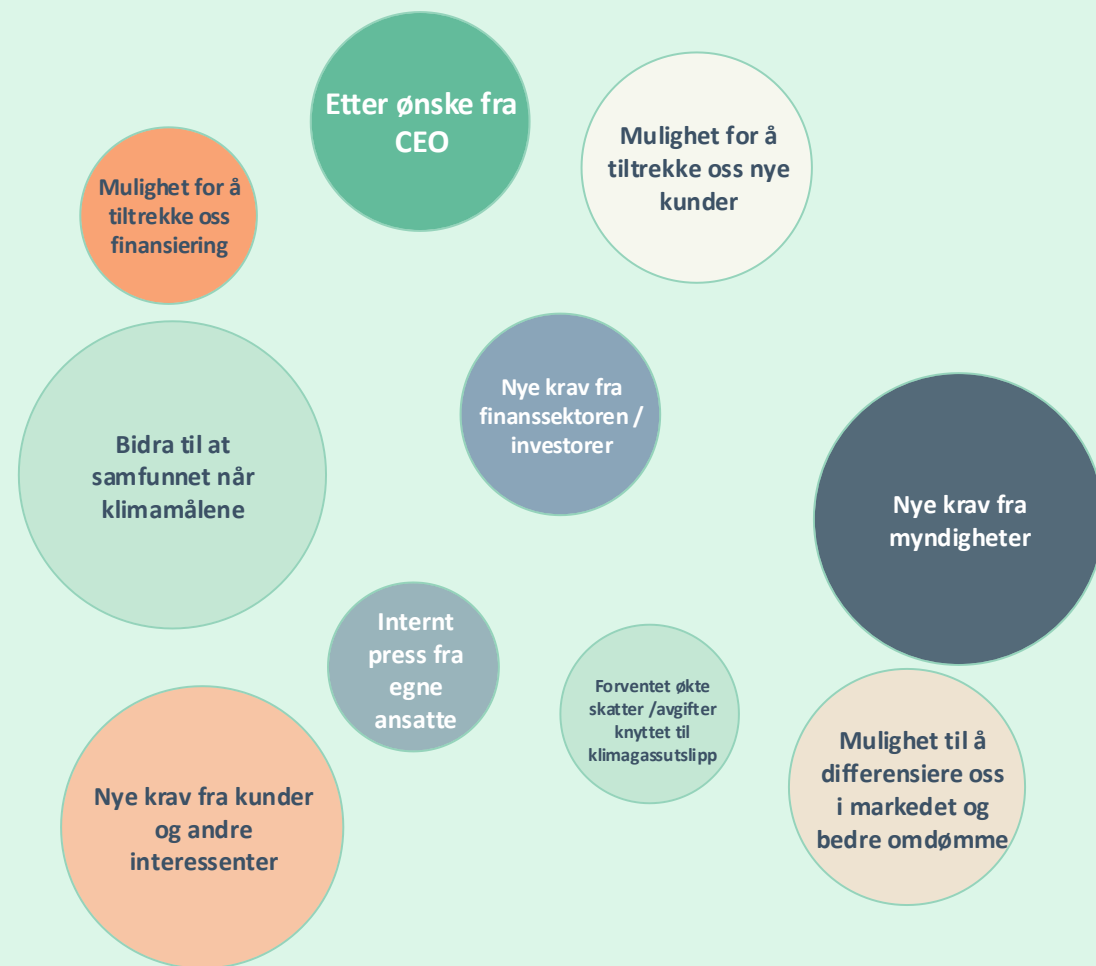 Etter ønske fra
CEO
Mulighet for å
tiltrekke oss nye
kunder
Mulighet for å
tiltrekke oss
finansiering
Nye krav fra
finanssektoren /
investorer
Bidra til at
samfunnet når
klimamålene
Nye krav fra
myndigheter
Internt
press fra
egne
ansatte
Forventet økte
skatter /avgifter
knyttet til
klimagassutslipp
Mulighet til å
differensiere oss
i markedet og
bedre omdømme
Nye krav fra kunder
og andre
interessenter